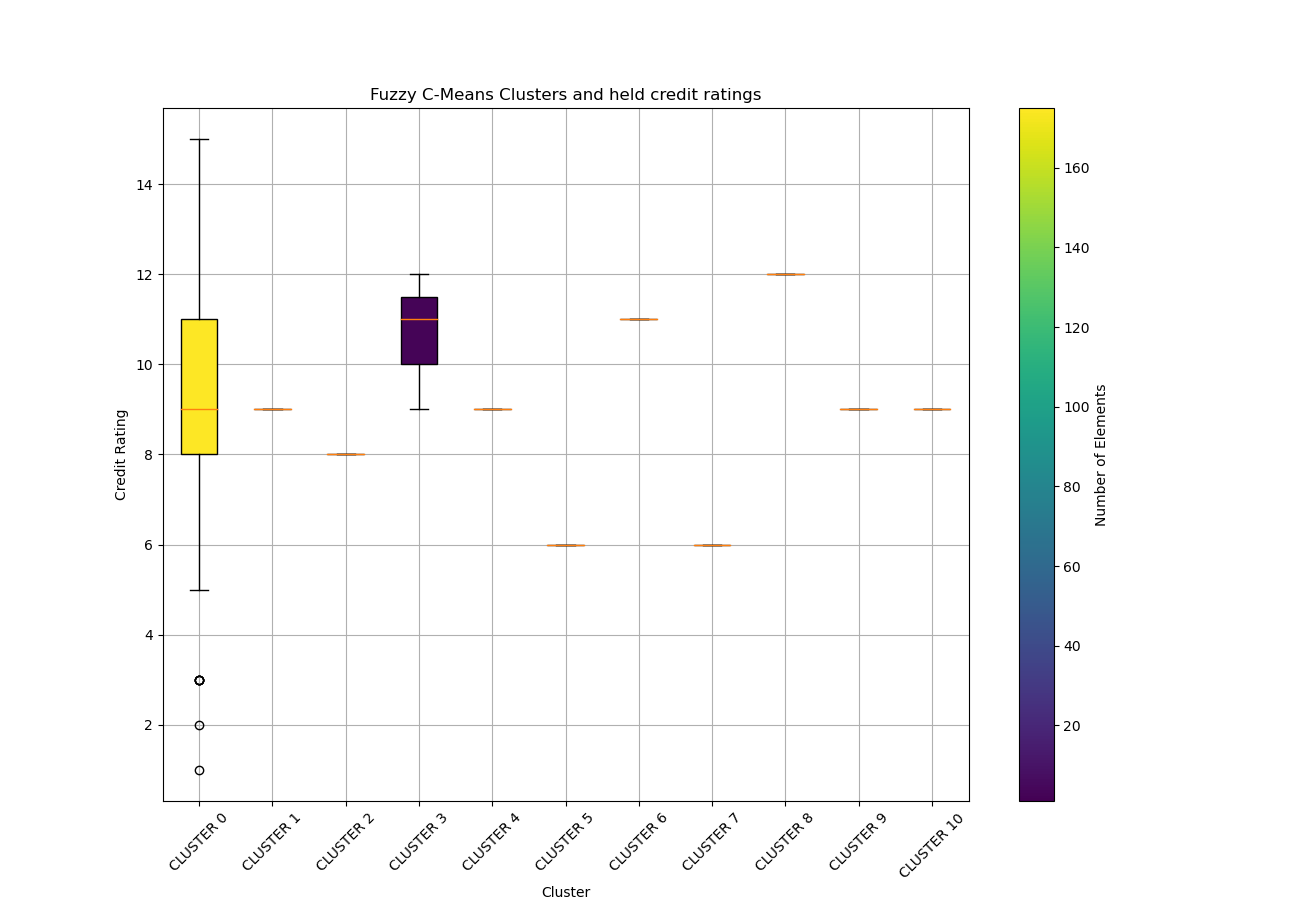 Fuzzy C-Means Clusters and held credit ratings
14
12
10
8
6
4
2
Credit Rating
CLUSTER 0
CLUSTER 1
CLUSTER 2
CLUSTER 3
CLUSTER 4
CLUSTER 5
CLUSTER 6
CLUSTER 7
CLUSTER 8
CLUSTER 9
CLUSTER 10
Cluster
160
140
120
100
80
60
40
20
Number of Elements